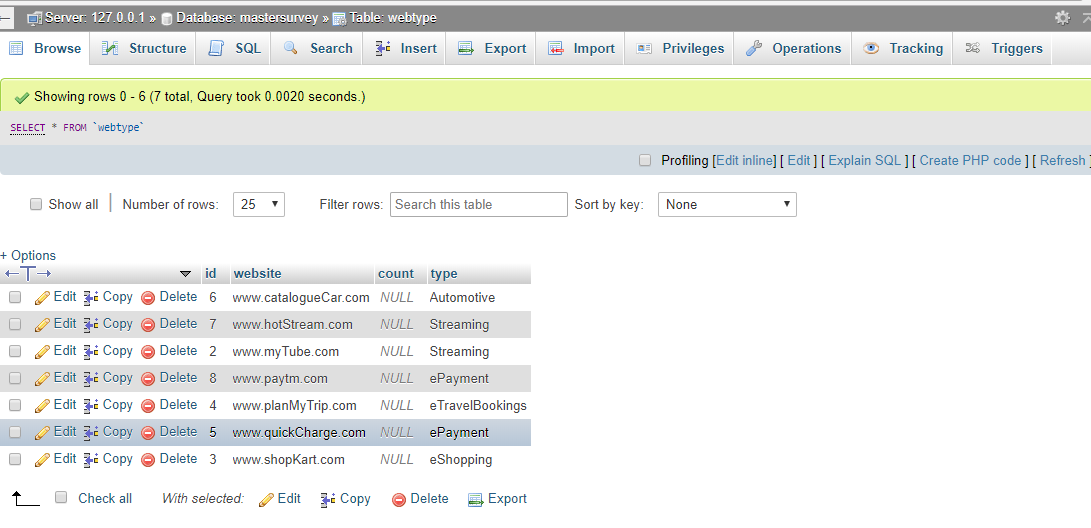 Server: 127.0.0.1 » Database: mastersurvey » Table: webtype
Browse Structure SQL Search Insert Export Import Privileges Operations Tracking Triggers
Showing rows 0 - 6 (7 total, Query took 0.0020 seconds.)
SELECT * FROM `webtype`
Profiling [Edit inline] [ Edit ] [ Explain SQL ] [ Create PHP code ] [ Refresh ]
Show all Number of rows: 25 Filter rows: Search this table Sort by key: None
+ Options
id website count type
Edit Copy Delete 6 www.catalogueCar.com NULL Automotive
Edit Copy Delete 7 www.hotStream.com NULL Streaming
Edit Copy Delete 2 www.myTube.com NULL Streaming
Edit Copy Delete 8 www.paytm.com NULL ePayment
Edit Copy Delete 4 www.planMyTrip.com NULL eTravelBookings
Edit Copy Delete 5 www.quickCharge.com NULL ePayment
Edit Copy Delete 3 www.shopKart.com NULL eShopping
Check all With selected: Edit Copy Delete Export